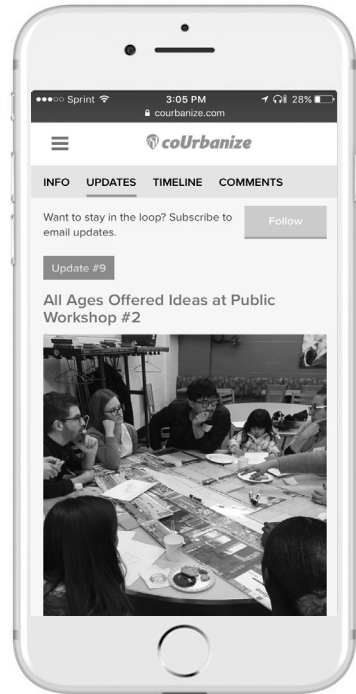 ●●●○○ Sprint 3:05 PM 28%
courbanize.com
coUrbanize
INFO UPDATES TIMELINE COMMENTS
Want to stay in the loop? Subscribe to
email updates.
Follow
Update #9
All Ages Offered Ideas at Public
Workshop #2